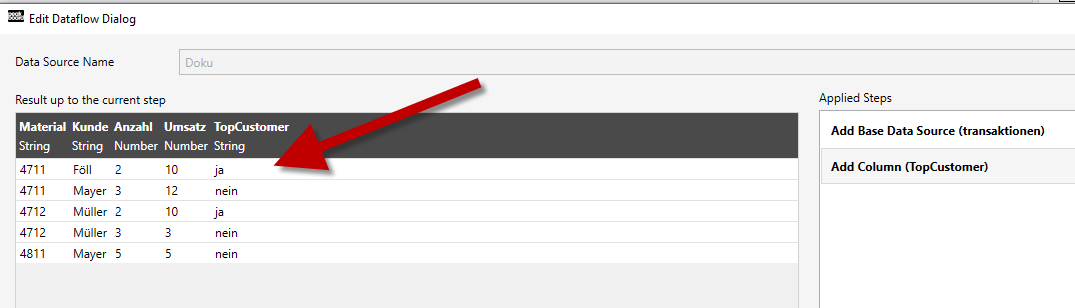 peak board Edit Dataflow Dialog
Data Source Name Doku
Result up to the current step
Applied Steps
Material Kunde Anzahl Umsatz TopCustomer
String String Number Number String
4711 Föll 2 10 ja
4711 Mayer 3 12 nein
4712 Müller 2 10 ja
4712 Müller 3 3 nein
4811 Mayer 5 5 nein
Add Base Data Source (transaktionen)
Add Column (TopCustomer)